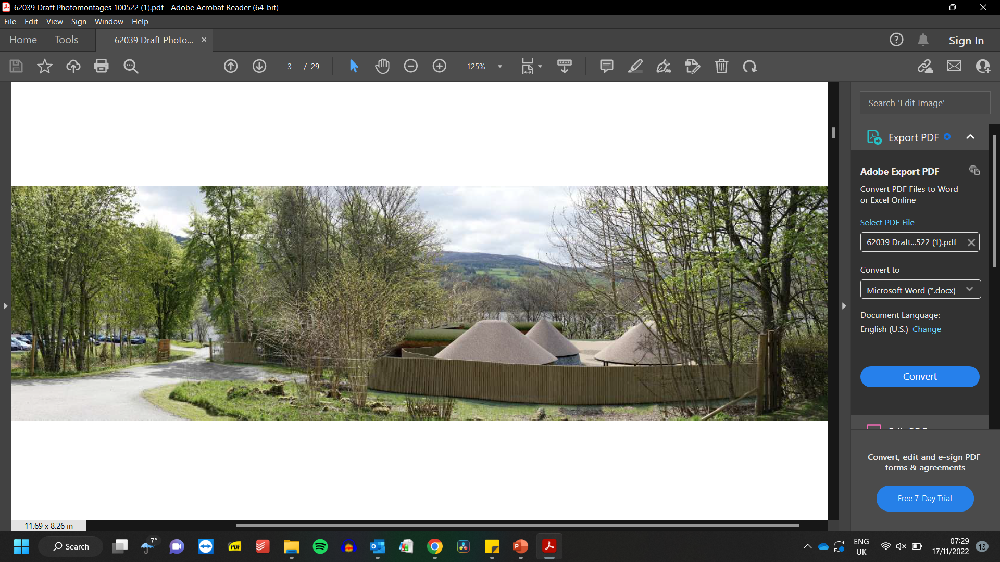 62039 Draft Photomontages 100522 (1).pdf - Adobe Acrobat Reader (64-bit)
File Edit View Sign Window Help
Home Tools 62039 Draft Photo... × Sign In
3 / 29 125%
Search 'Edit Image'
Export PDF
Adobe Export PDF
Convert PDF Files to Word
or Excel Online
Select PDF File
62039 Draft...522 (1).pdf
Convert to
Microsoft Word (*.docx)
Document Language:
English (U.S.) Change
Convert
Edit PDF
Convert, edit and e-sign PDF
forms & agreements
Free 7-Day Trial
11.69 x 8.26 in
Search
7°
PDF
ENG
UK
07:29
17/11/2022
13